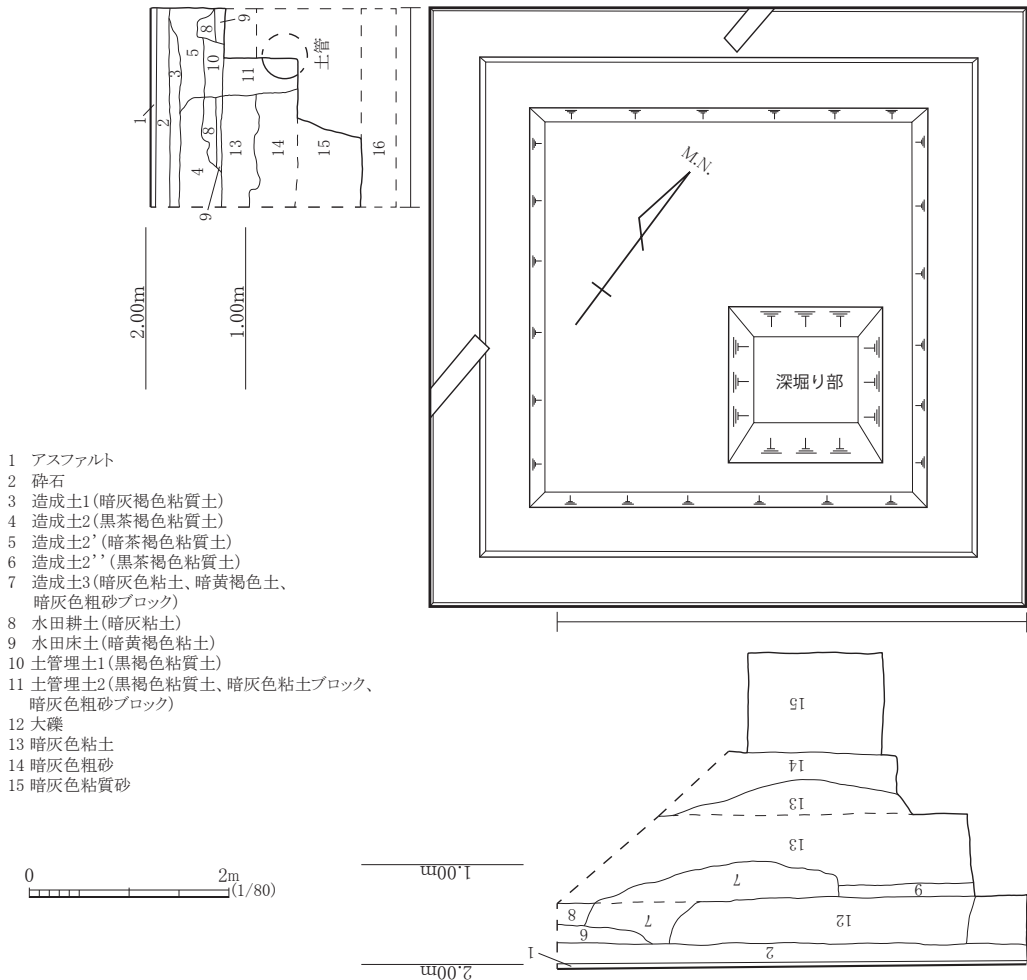 9
8
5
3
10
11
土管
1
2
8
13
14
15
16
4
9
2.00m
1.00m
M.N.
深堀り部
1 アスファルト
2 砕石
3 造成土1(暗灰褐色粘質土)
4 造成土2(黒茶褐色粘質土)
5 造成土2’(暗茶褐色粘質土)
6 造成土2’’(黒茶褐色粘質土)
7 造成土3(暗灰色粘土、暗黄褐色土、
暗灰色粗砂ブロック)
8 水田耕土(暗灰粘土)
9 水田床土(暗黄褐色粘土)
10 土管埋土1(黒褐色粘質土)
11 土管埋土2(黒褐色粘質土、暗灰色粘土ブロック、
暗灰色粗砂ブロック)
12 大礫
13 暗灰色粘土
14 暗灰色粗砂
15 暗灰色粘質砂
0 2m
(1/80)
15
14
13
13
1.00m
7
9
8
7
12
6
1
2
2.00m